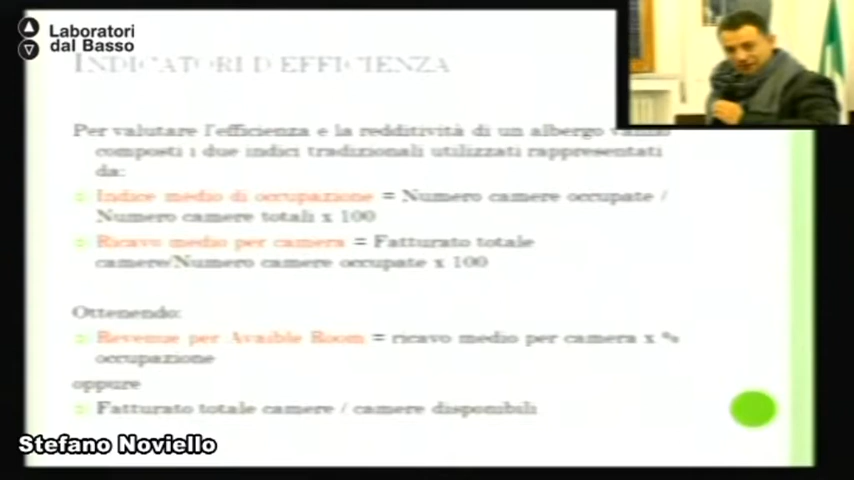 Laboratori
dal Basso
INDICATORI D'EFFICIENZA
Per valutare l'efficienza e la redditività di un albergo vanno
composti i due indici tradizionali utilizzati rappresentati
da:
Indice medio di occupazione = Numero camere occupate /
Numero camere totali x 100
Ricavo medio per camera = Fatturato totale
camere/Numero camere occupate x 100
Ottenendo:
Revenue per Avaible Room = ricavo medio per camera x %
occupazione
oppure
Fatturato totale camere / camere disponibili
Stefano Noviello